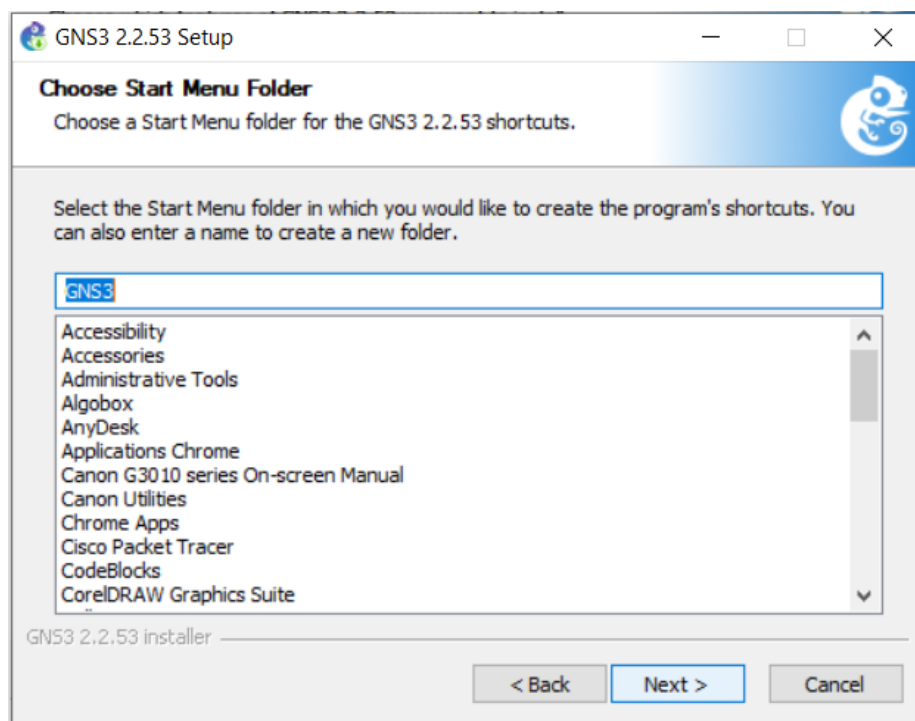 GNS3 2.2.53 Setup
Choose Start Menu Folder
Choose a Start Menu folder for the GNS3 2.2.53 shortcuts.
Select the Start Menu folder in which you would like to create the program's shortcuts. You
can also enter a name to create a new folder.
GNS3
Accessibility
Accessories
Administrative Tools
Algobox
AnyDesk
Applications Chrome
Canon G3010 series On-screen Manual
Canon Utilities
Chrome Apps
Cisco Packet Tracer
CodeBlocks
CorelDRAW Graphics Suite
GNS3 2.2.53 installer
< Back
Next >
Cancel